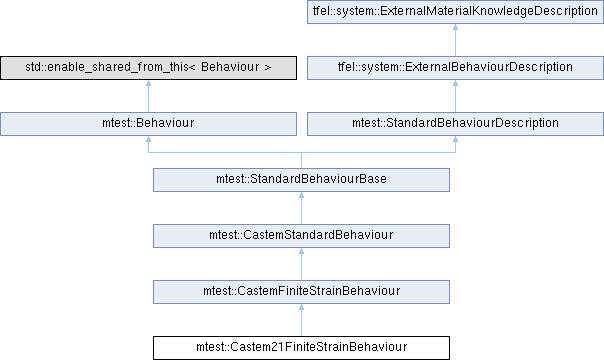 tfel::system::ExternalMaterialKnowledgeDescription
std::enable_shared_from_this< Behaviour >
tfel::system::ExternalBehaviourDescription
mtest::Behaviour
mtest::StandardBehaviourDescription
mtest::StandardBehaviourBase
mtest::CastemStandardBehaviour
mtest::CastemFiniteStrainBehaviour
mtest::Castem21FiniteStrainBehaviour